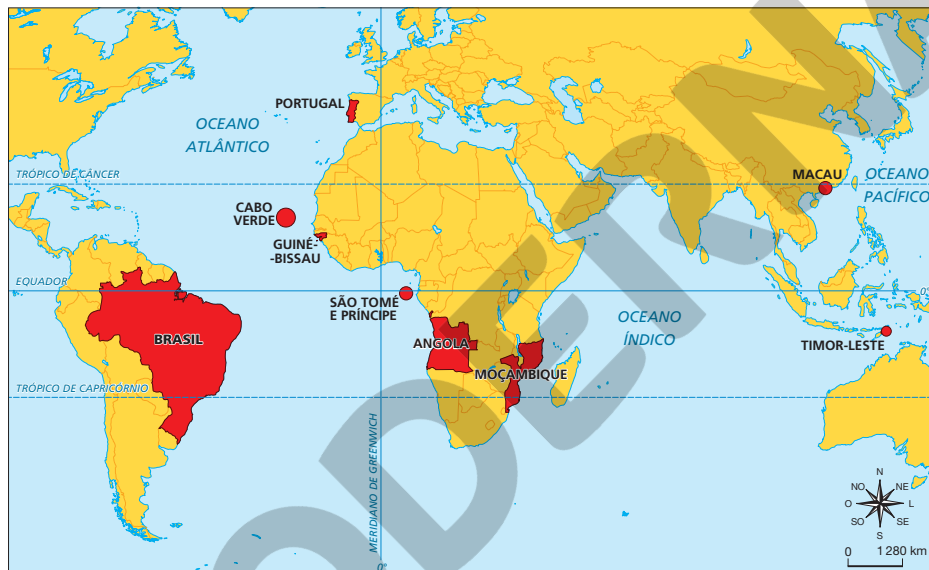 PORTUGAL
OCEANO
ATLÂNTICO
TRÓPICO DE CÂNCER
MACAU
OCEANO
PACÍFICO
CABO
VERDE
GUINÉ-
-BISSAU
EQUADOR
0°
SÃO TOMÉ
E PRÍNCIPE
OCEANO
ÍNDICO
BRASIL
ANGOLA
TIMOR-LESTE
MOÇAMBIQUE
TRÓPICO DE CAPRICÓRNIO
MERIDIANO DE GREENWICH
N
NO
NE
O
L
SO
SE
S
0
1 280 km
0°